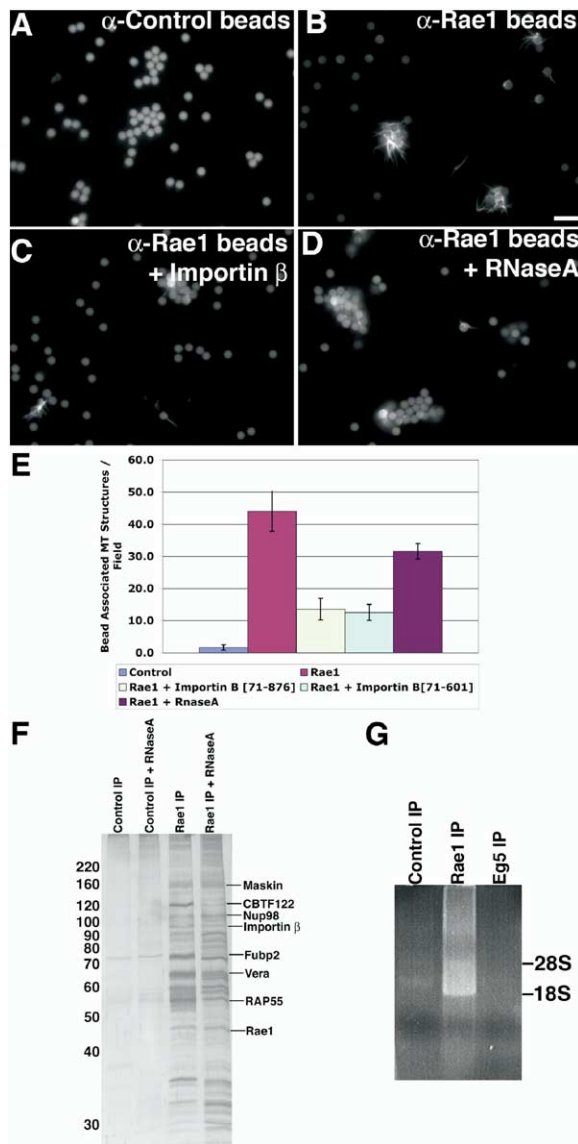 A
α-Control beads
B
α-Rae1 beads
C
α-Rae1 beads
+ Importin β
D
α-Rae1 beads
+ RNaseA
E
Bead Associated MT Structures /
Field
60.0
50.0
40.0
30.0
20.0
10.0
0.0
Control
Rae1
Rae1 + Importin B [71-876]
Rae1 + Importin B[71-601]
Rae1 + RnaseA
F
Control IP
Control IP + RNaseA
Rae1 IP
Rae1 IP + RNaseA
220
160
120
100
90
80
70
60
50
40
30
Maskin
CBTF122
Nup98
Importin β
Fubp2
Vera
RAP55
Rae1
G
Control IP
Rae1 IP
Eg5 IP
28S
18S